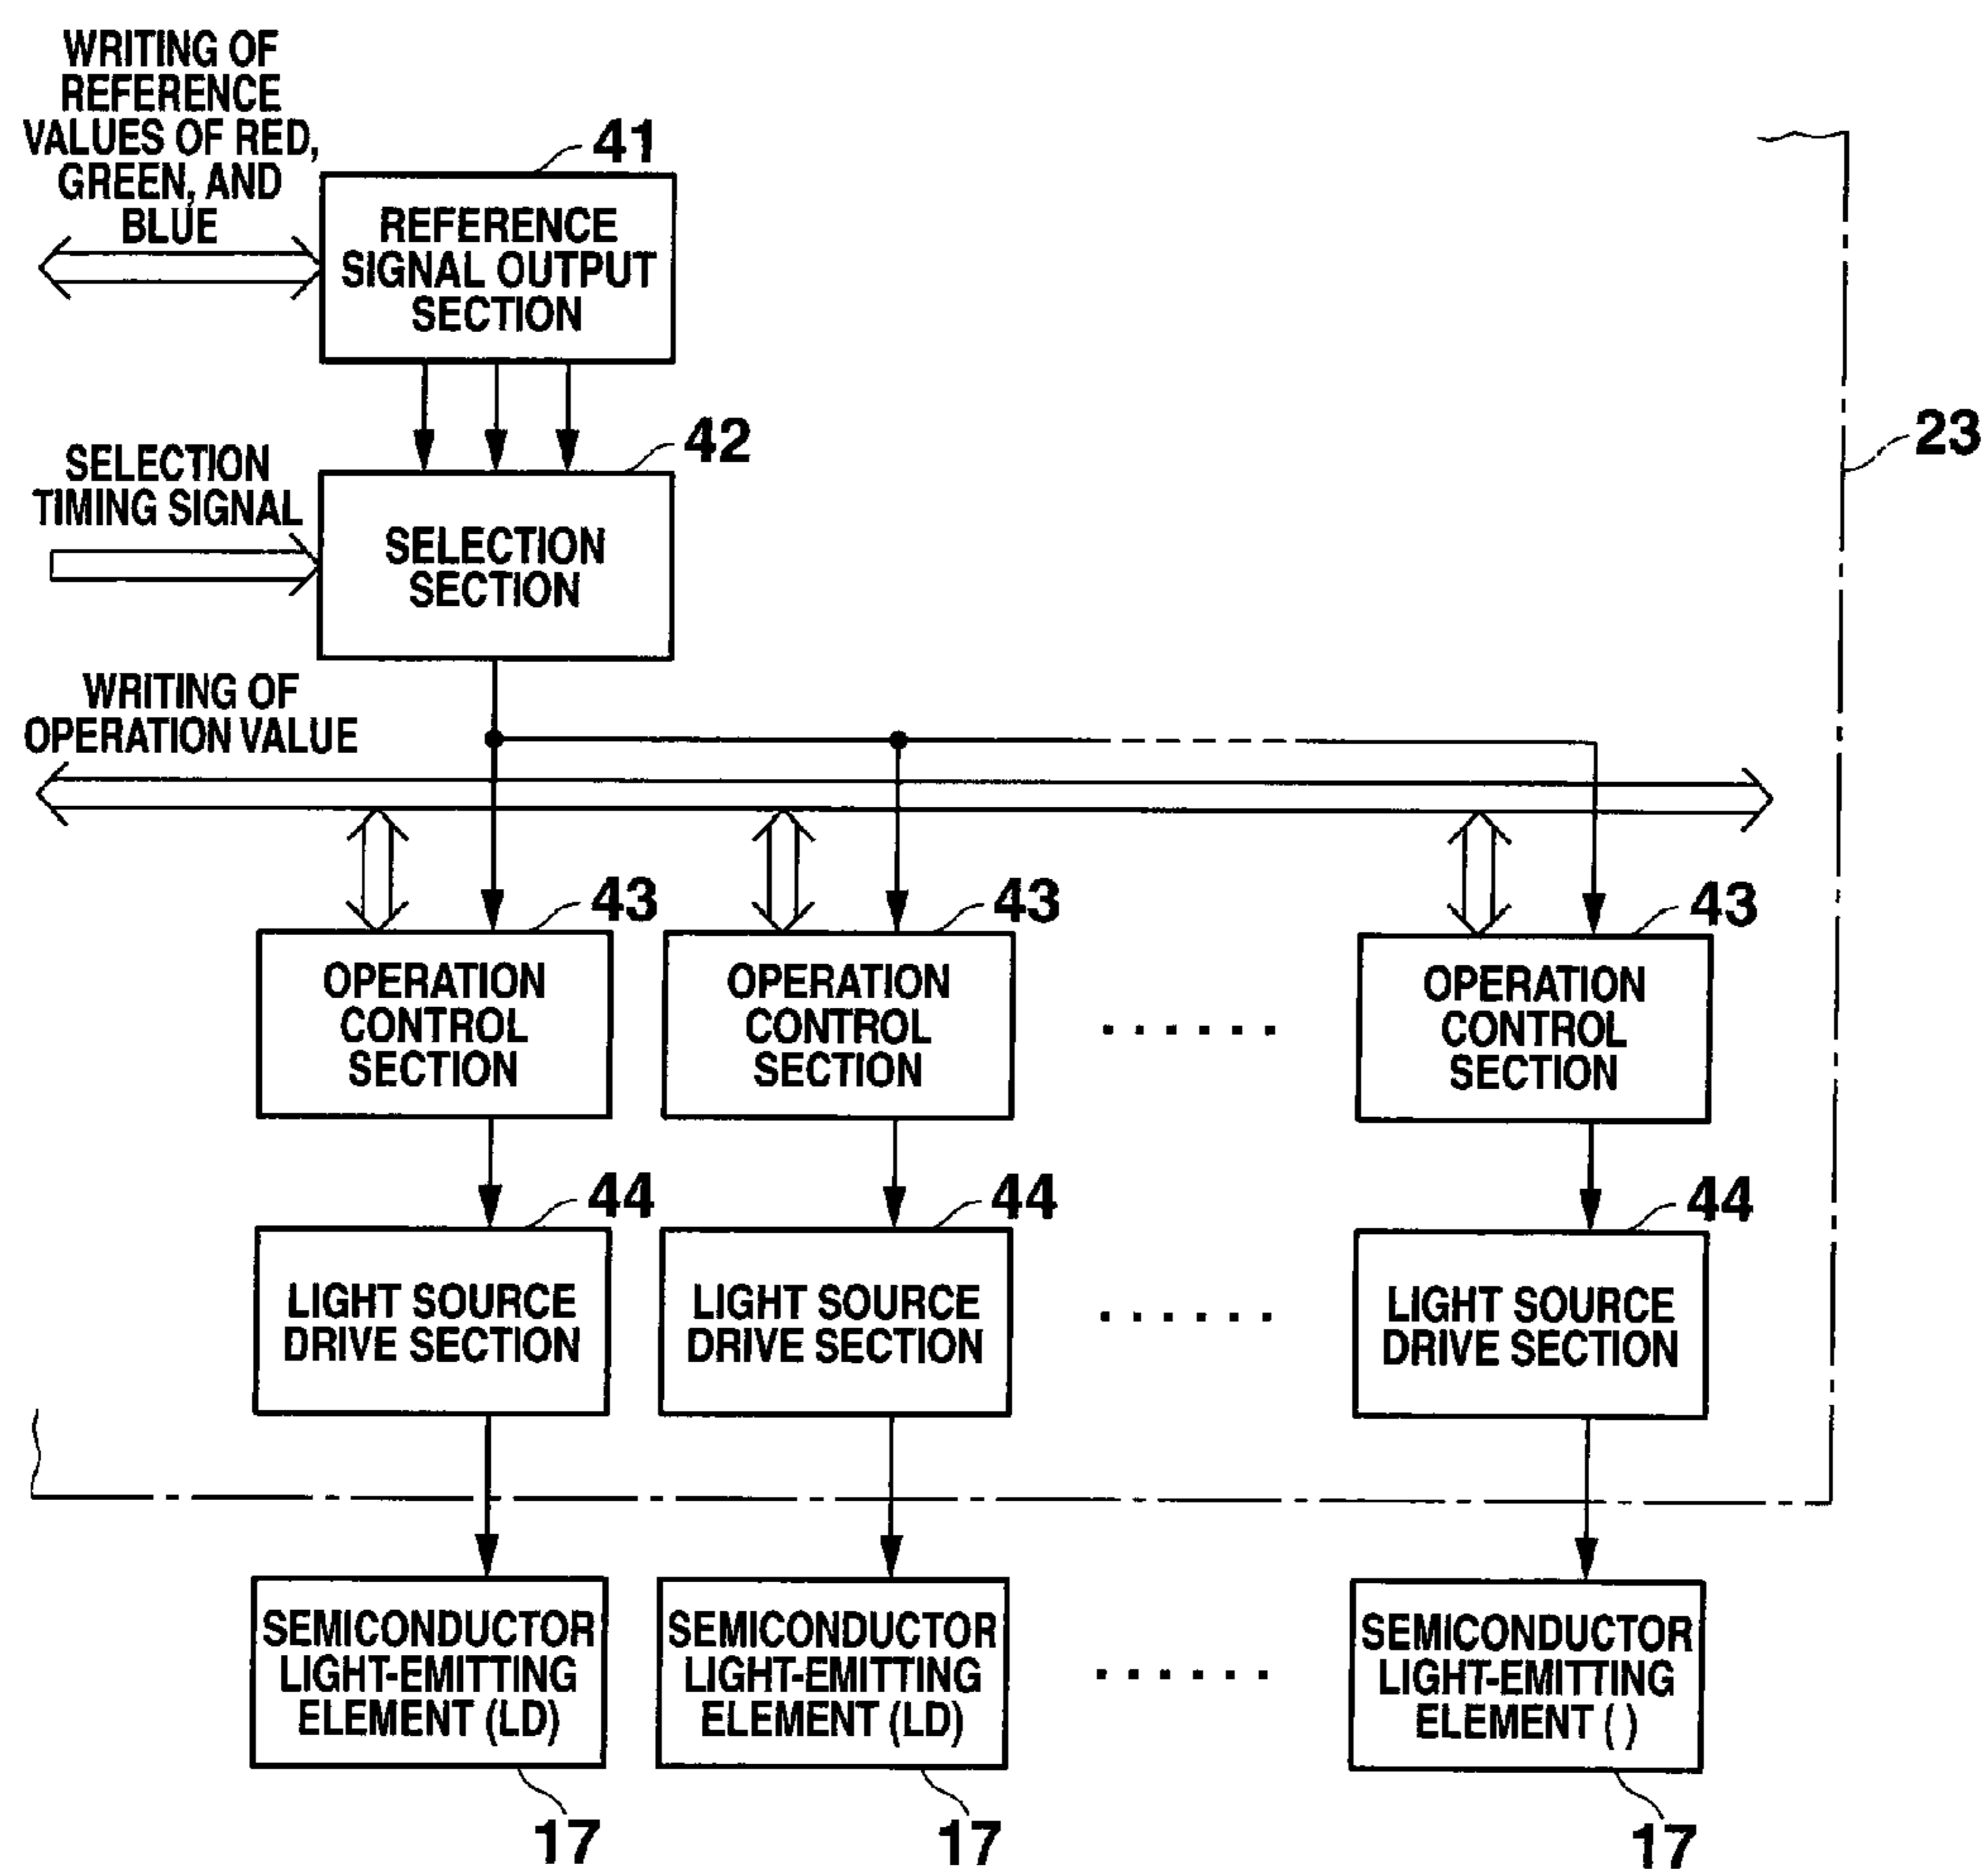 WRITING OF
REFERENCE
VALUES OF RED,
GREEN, AND
BLUE
41
REFERENCE
SIGNAL OUTPUT
SECTION
42
23
SELECTION
TIMING SIGNAL
SELECTION
SECTION
WRITING OF
OPERATION VALUE
43
43
43
OPERATION
CONTROL
SECTION
OPERATION
CONTROL
SECTION
......
OPERATION
CONTROL
SECTION
44
44
44
LIGHT SOURCE
DRIVE SECTION
LIGHT SOURCE
DRIVE SECTION
......
LIGHT SOURCE
DRIVE SECTION
SEMICONDUCTOR
LIGHT-EMITTING
ELEMENT (LD)
SEMICONDUCTOR
LIGHT-EMITTING
ELEMENT (LD)
......
SEMICONDUCTOR
LIGHT-EMITTING
ELEMENT ( )
17
17
17